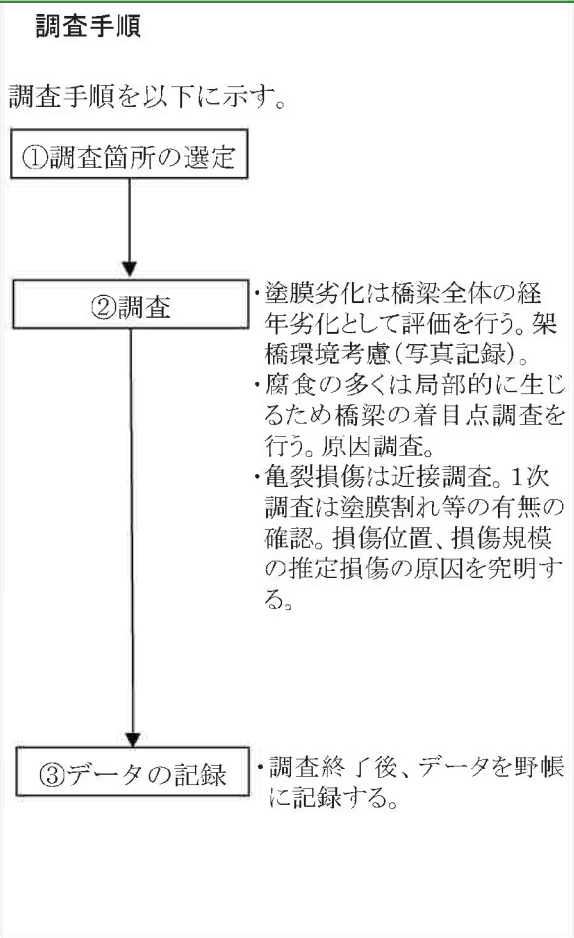 調査手順
調査手順を以下に示す。
①調査箇所の選定
②調査
・塗膜劣化は橋梁全体の経
年劣化として評価を行う。架
橋環境考慮(写真記録)。
・腐食の多くは局部的に生じ
るため橋梁の着目点調査を
行う。原因調査。
・亀裂損傷は近接調査。1次
調査は塗膜割れ等の有無の
確認。損傷位置、損傷規模
の推定損傷の原因を究明す
る。
③データの記録
・調査終了後、データを野帳
に記録する。